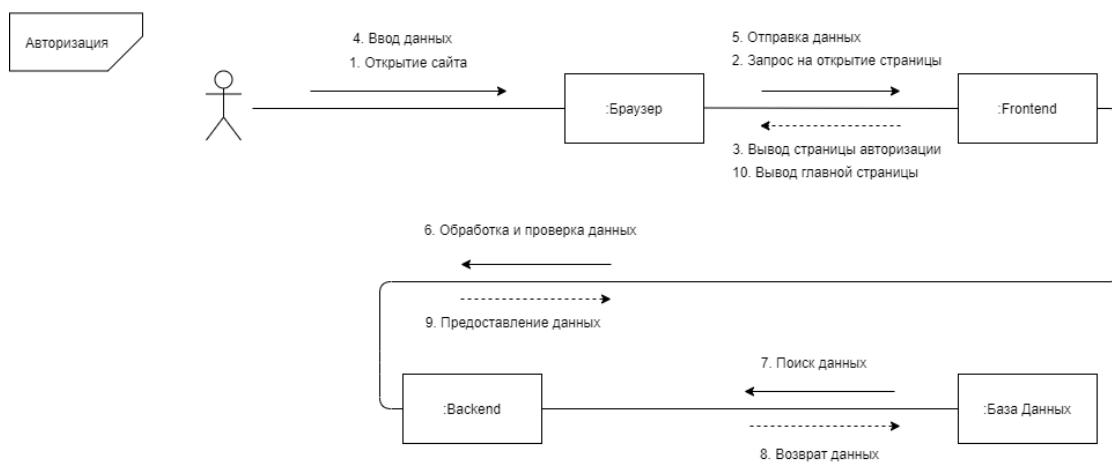 Авторизация
4. Ввод данных
1. Открытие сайта
5. Отправка данных
2. Запрос на открытие страницы
:Браузер
:Frontend
3. Вывод страницы авторизации
10. Вывод главной страницы
6. Обработка и проверка данных
9. Предоставление данных
7. Поиск данных
:Backend
:База Данных
8. Возврат данных